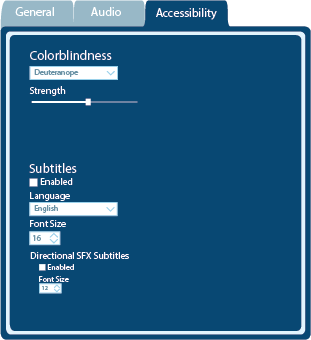 General Audio Accessibility
Colorblindness
Deuteranope
Strength
Subtitles
Enabled
Language
English
Font Size
16
Directional SFX Subtitles
Enabled
Font Size
12